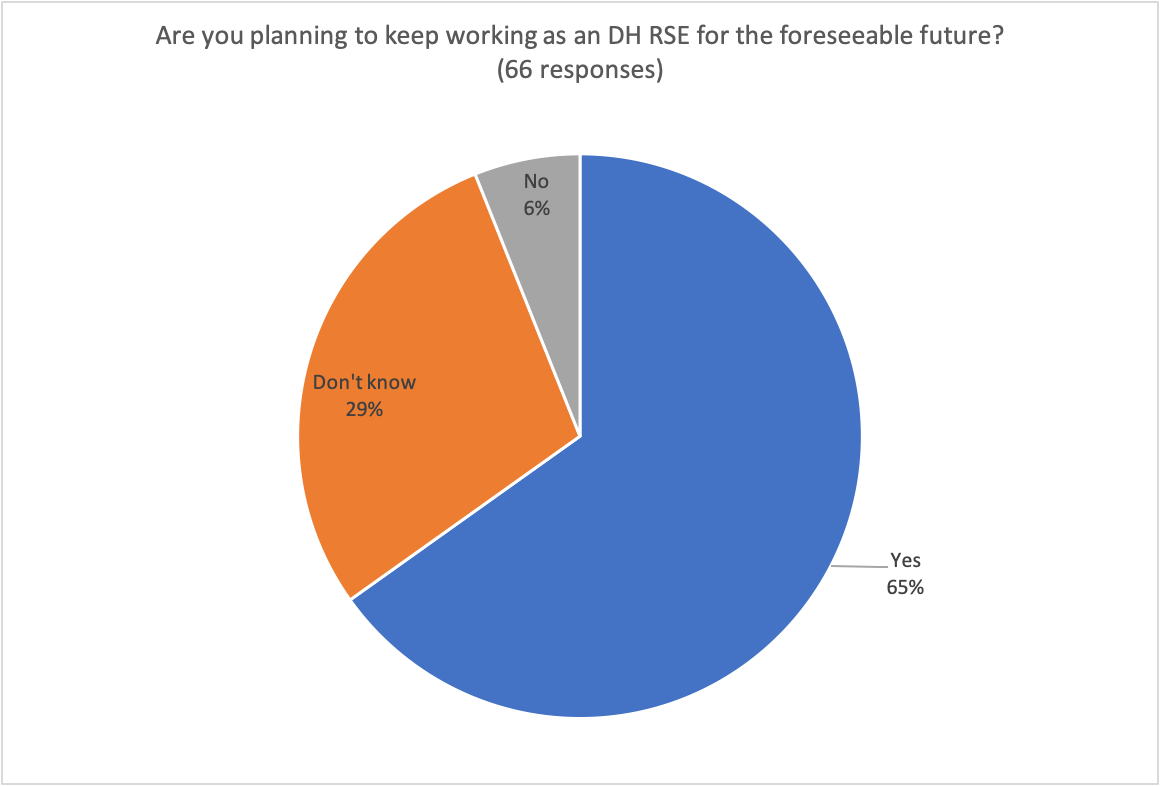 Are you planning to keep working as an DH RSE for the foreseeable future?
(66 responses)
No
6%
Don't know
29%
Yes
65%